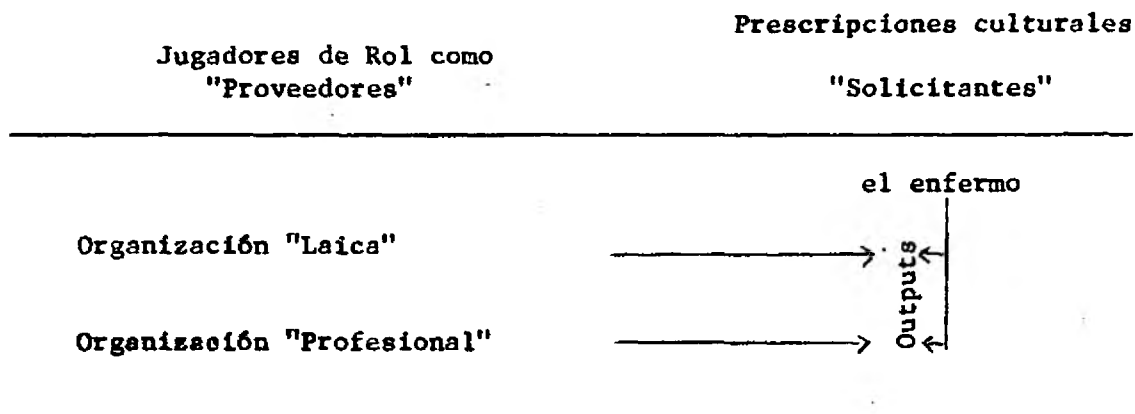 Prescripciones culturales
Jugadores de Rol como
"Proveedores"
"Solicitantes"
el enfermo
Organización "Laica"
Outputs
Organización "Profesional"